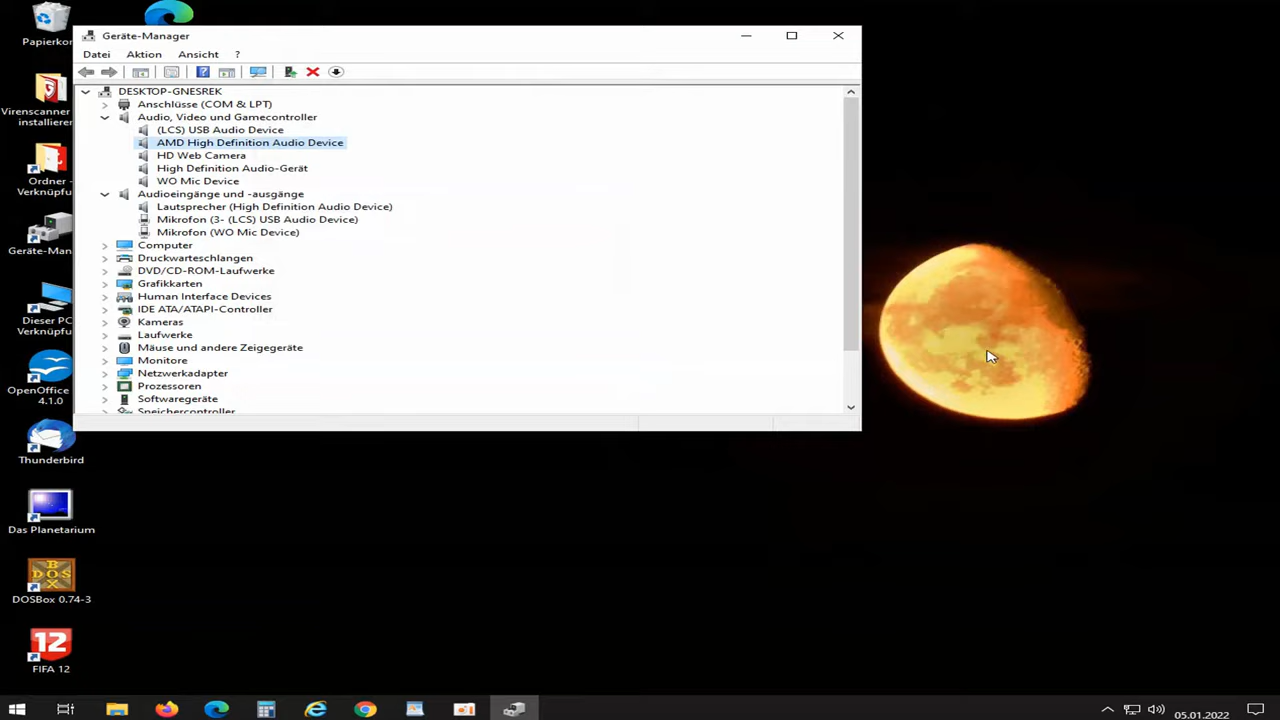 Papierkor
Virenscanner
installieren
Ordner -
Verknüpfu
Geräte-Man
Dieser PC
Verknüpfu
OpenOffice
4.1.0
Thunderbird
Das Planetarium
DOS BOX
DOSBox 0.74-3
12
FIFA 12
Geräte-Manager
Datei Aktion Ansicht ?
DESKTOP-GNESREK
Anschlüsse (COM & LPT)
Audio, Video und Gamecontroller
(LCS) USB Audio Device
AMD High Definition Audio Device
HD Web Camera
High Definition Audio-Gerät
WO Mic Device
Audioeingänge und -ausgänge
Lautsprecher (High Definition Audio Device)
Mikrofon (3- (LCS) USB Audio Device)
Mikrofon (WO Mic Device)
Computer
Druckwarteschlangen
DVD/CD-ROM-Laufwerke
Grafikkarten
Human Interface Devices
IDE ATA/ATAPI-Controller
Kameras
Laufwerke
Mäuse und andere Zeigegeräte
Monitore
Netzwerkadapter
Prozessoren
Softwaregeräte
Speichercontroller
05.01.2022